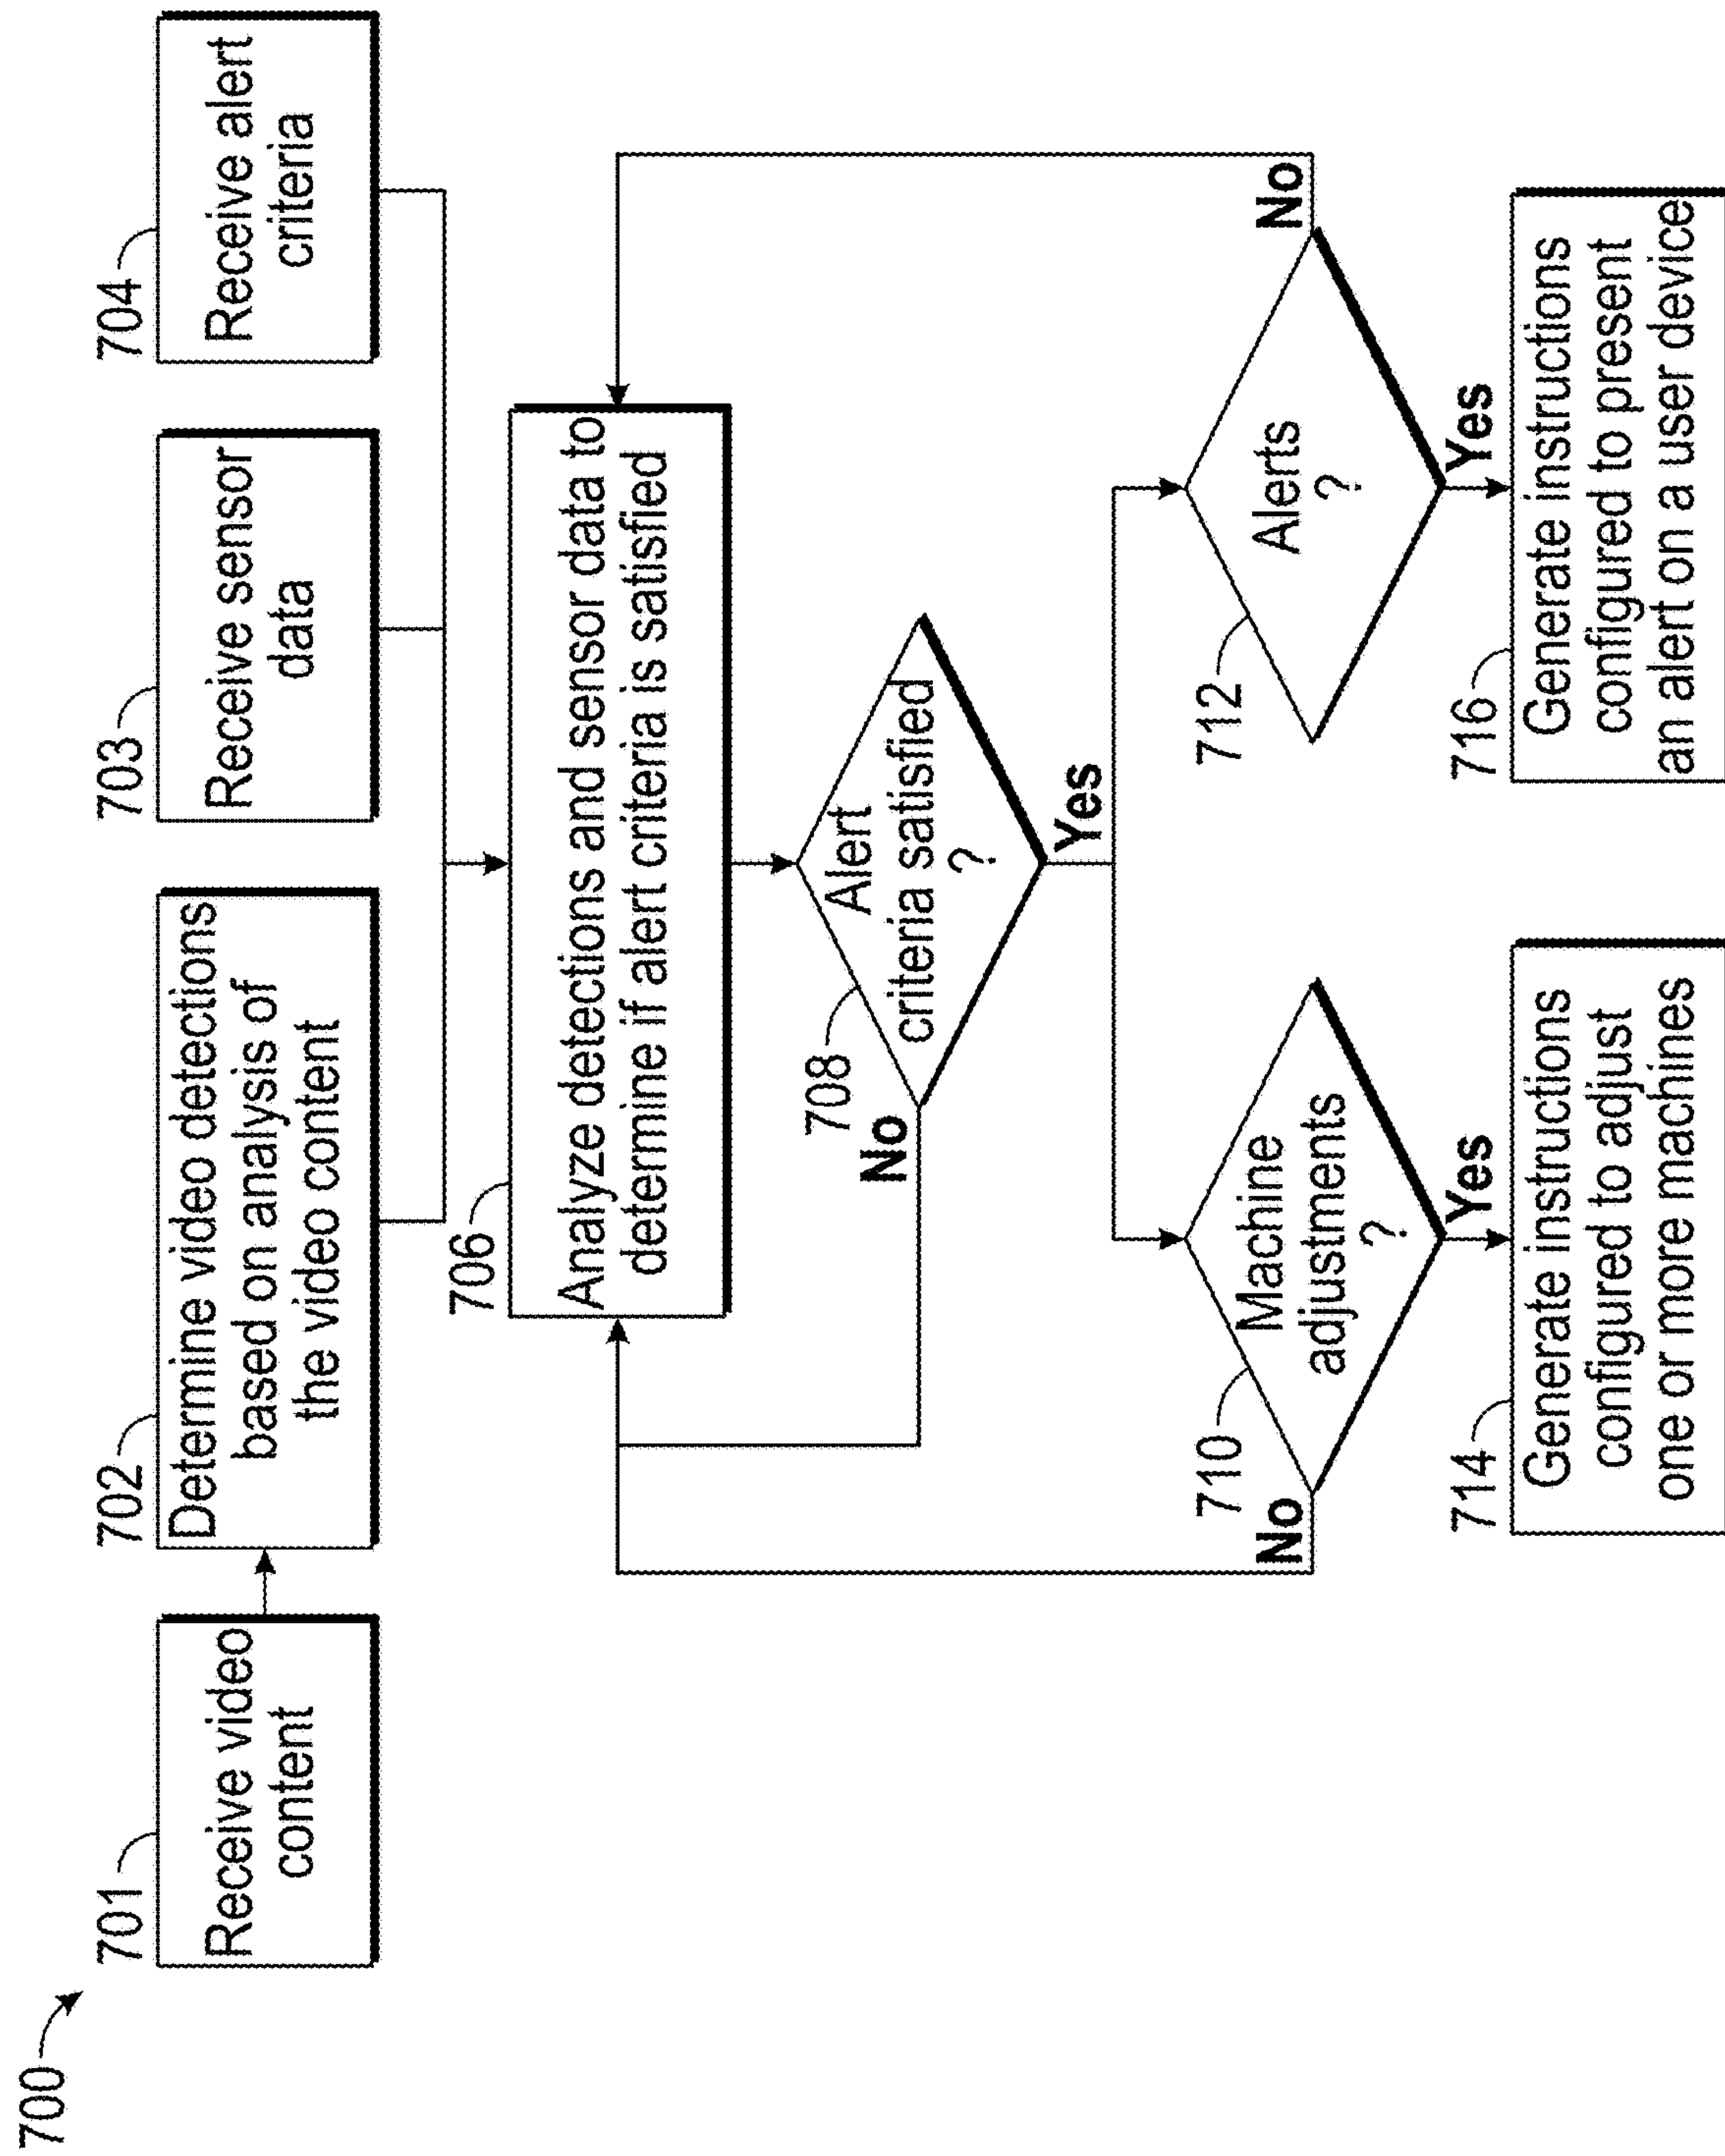 700
701
Receive video
content
702
Determine video detections
based on analysis of
the video content
703
Receive sensor
data
704
Receive alert
criteria
706
Analyze detections and sensor data to
determine if alert criteria is satisfied
708
Alert
criteria satisfied
?
No
Yes
710
Machine
adjustments
?
No
Yes
712
Alerts
?
No
Yes
714
Generate instructions
configured to adjust
one or more machines
716
Generate instructions
configured to present
an alert on a user device